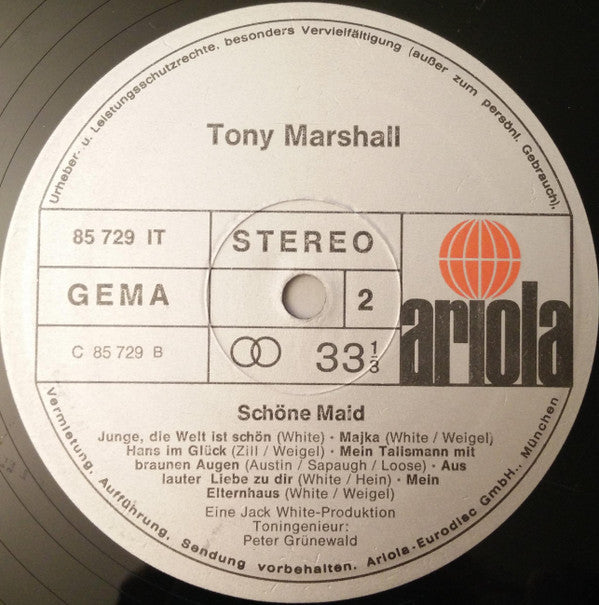 Urheber- u. Leistungsschutzrechte, besonders Vervielfältigung (außer zum persönl. Gebrauch),
Tony Marshall
85 729 IT
STEREO
GEMA
2
ariola
C 85 729 B
33 1/3
Schöne Maid
Junge, die Welt ist schön (White) · Majka (White / Weigel)
Hans im Glück (Zill / Weigel) · Mein Talismann mit
braunen Augen (Austin / Sapaugh / Loose) · Aus
lauter Liebe zu dir (White / Hein) · Mein
Elternhaus (White / Weigel)
Eine Jack White-Produktion
Toningenieur:
Peter Grünewald
Vermietung, Aufführung, Sendung vorbehalten. Ariola-Eurodisc GmbH., München